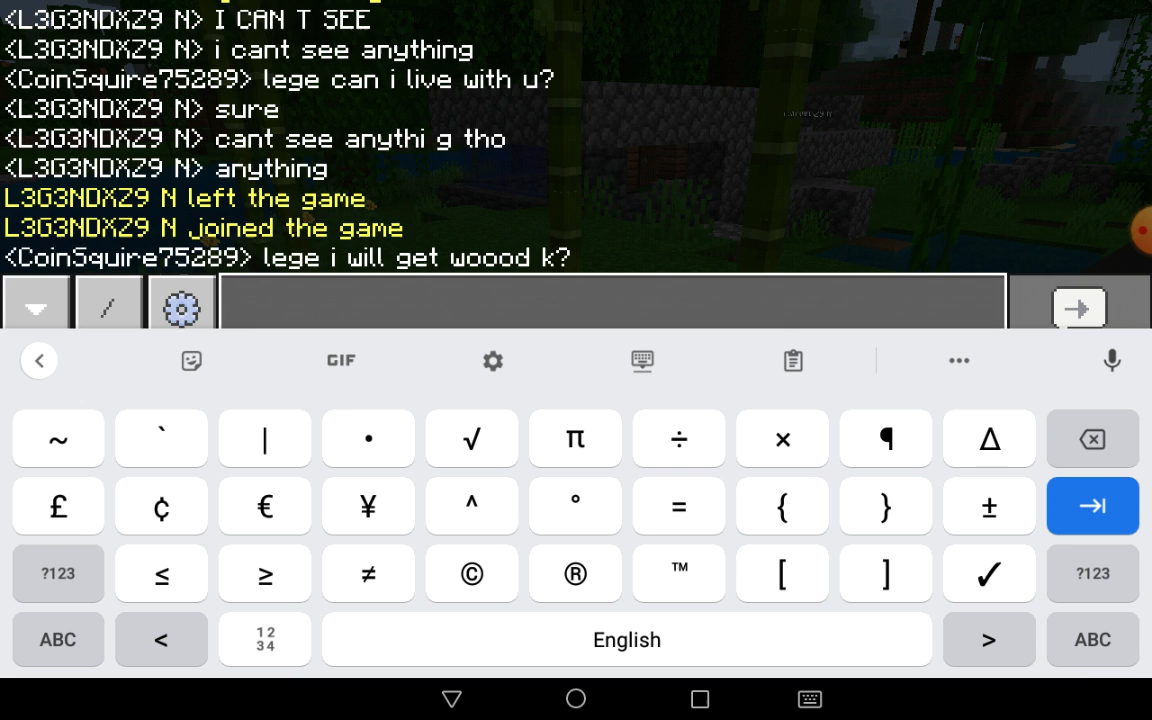 <L3G3NDXZ9 N> I CAN T SEE
<L3G3NDXZ9 N> i cant see anything
<CoinSquire75289> lege can i live with u?
<L3G3NDXZ9 N> sure
<L3G3NDXZ9 N> cant see anythi g tho
<L3G3NDXZ9 N> anything
L3G3NDXZ9 N left the game
L3G3NDXZ9 N joined the game
<CoinSquire75289> lege i will get woood k?
/
GIF
~ ` | • √ π ÷ × ¶ Δ
£ ¢ € ¥ ^ ° = { } ±
?123 ≤ ≥ ≠ © ® ™ [ ] ✓ ?123
ABC < 12 34 English > ABC